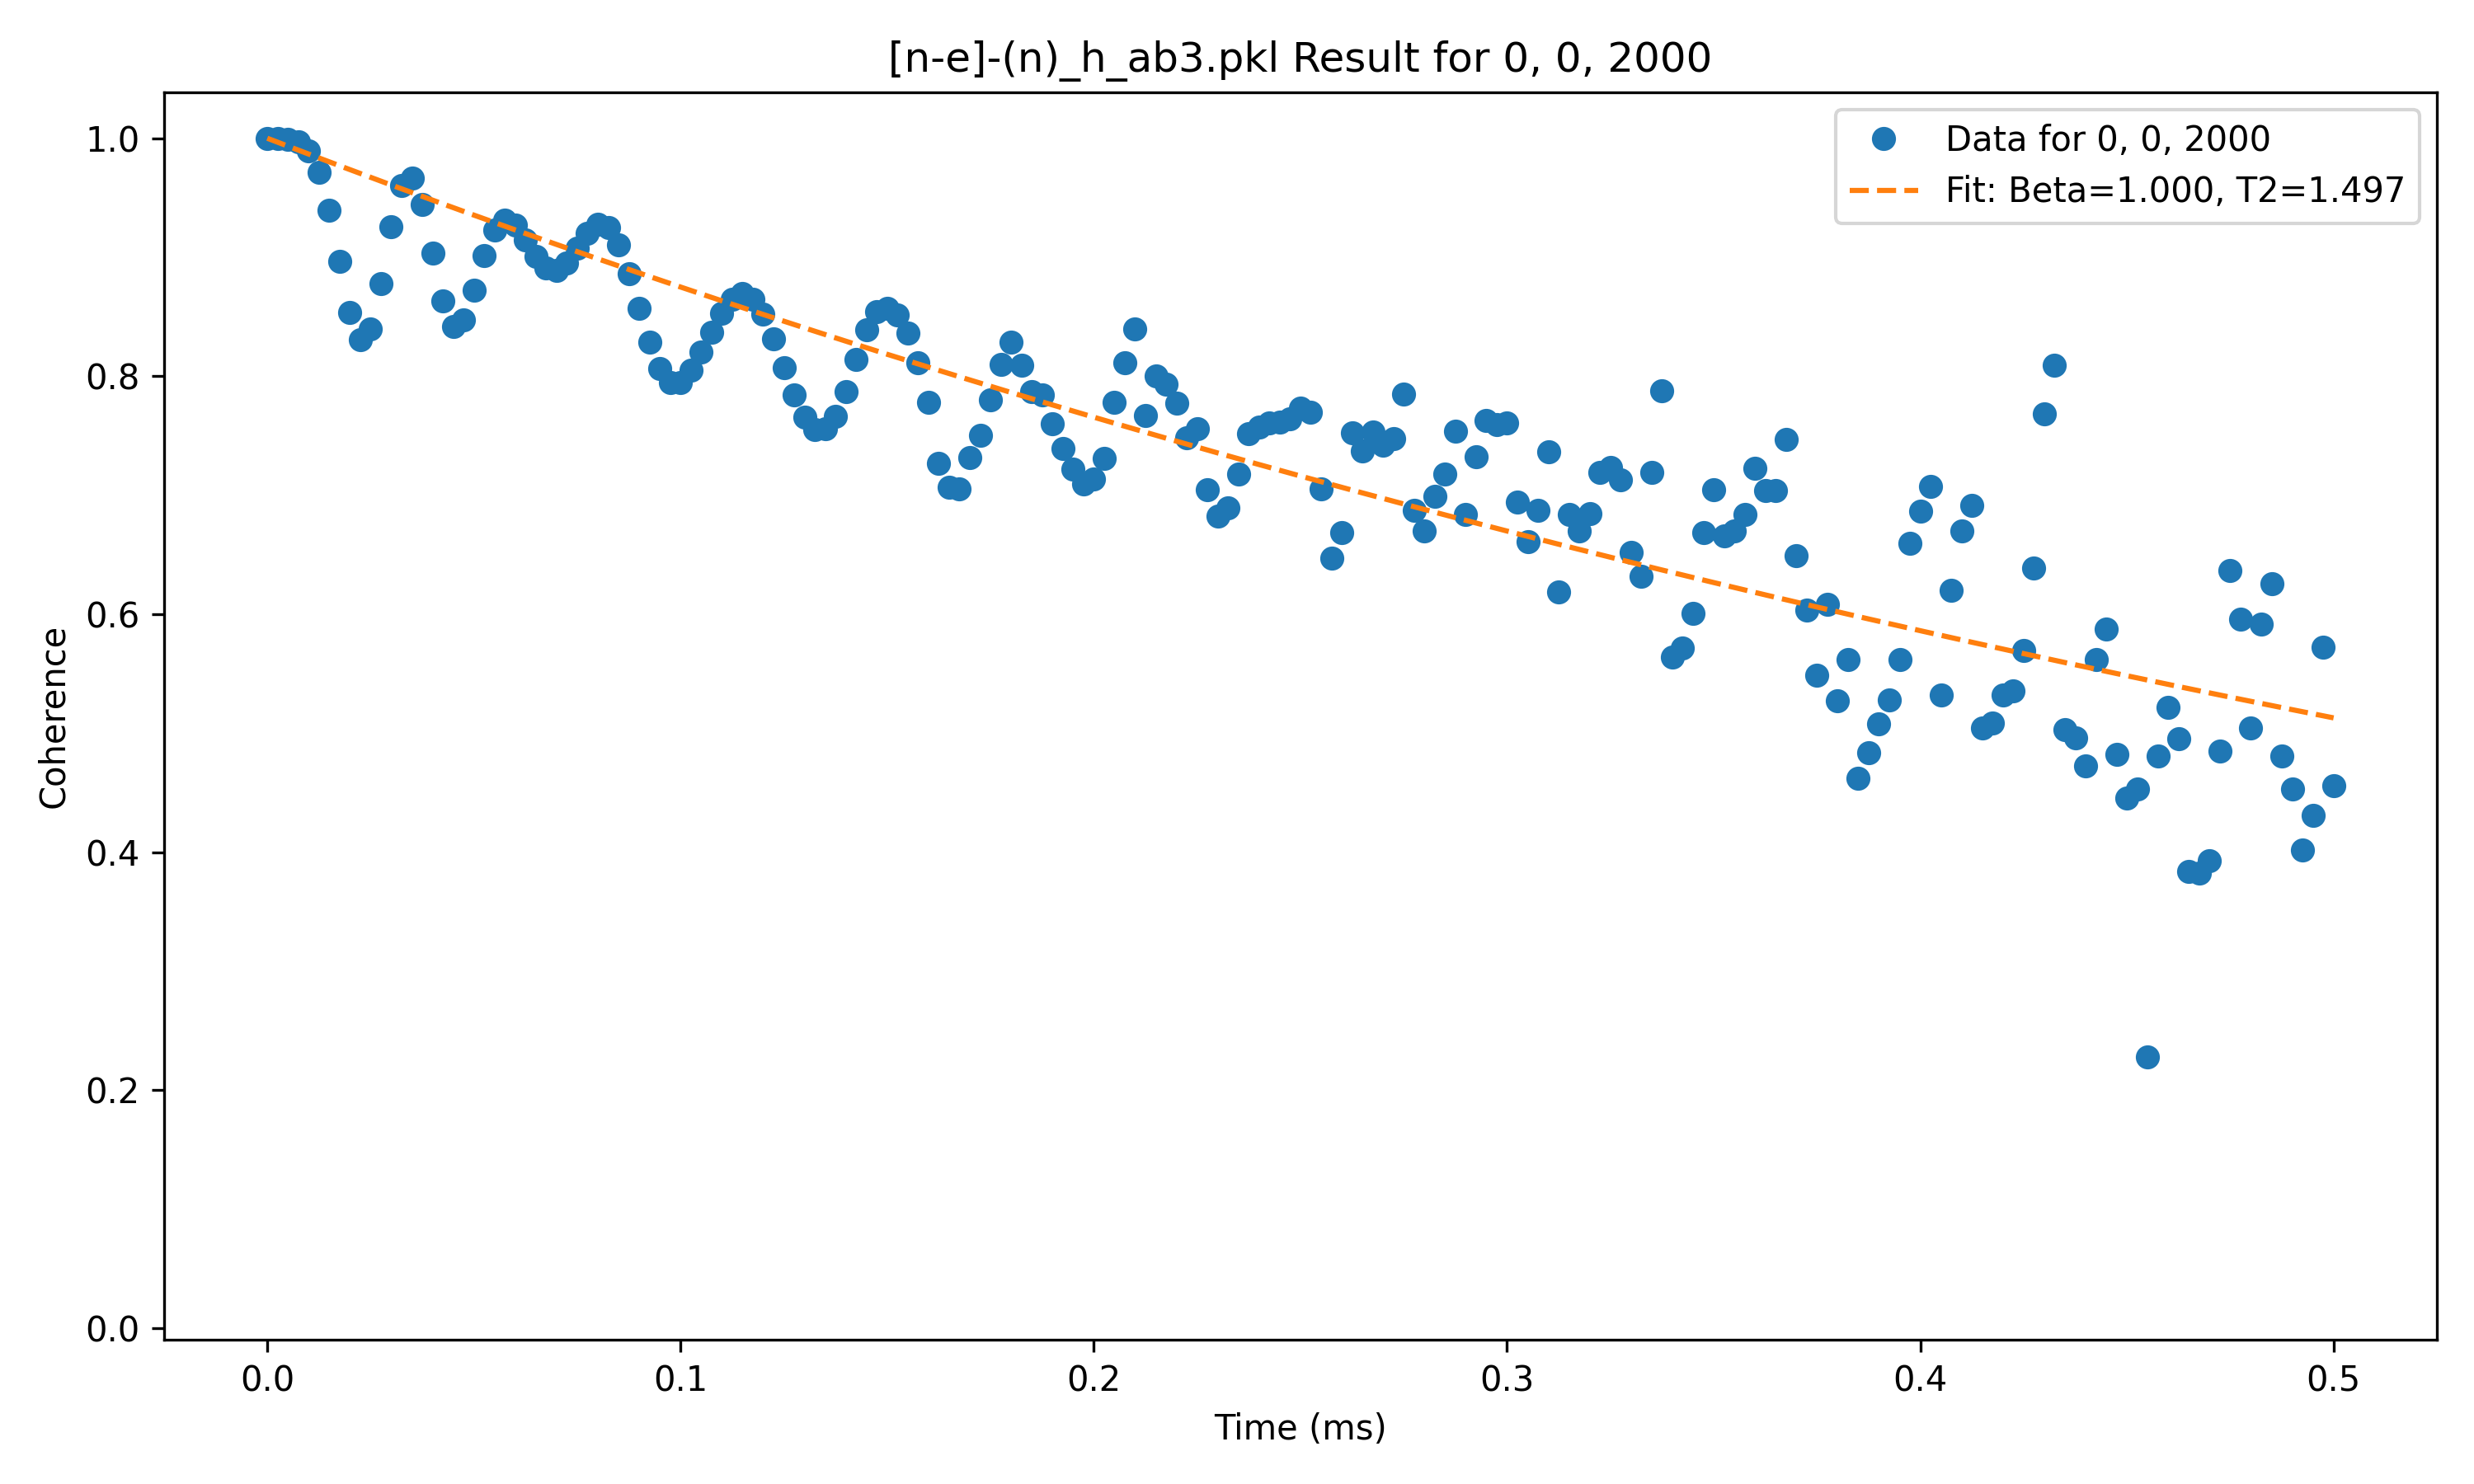 [n-e]-(n)_h_ab3.pkl Result for 0, 0, 2000
Data for 0, 0, 2000
Fit: Beta=1.000, T2=1.497
Coherence
1.0
0.8
0.6
0.4
0.2
0.0
0.0 0.1 0.2 0.3 0.4 0.5
Time (ms)